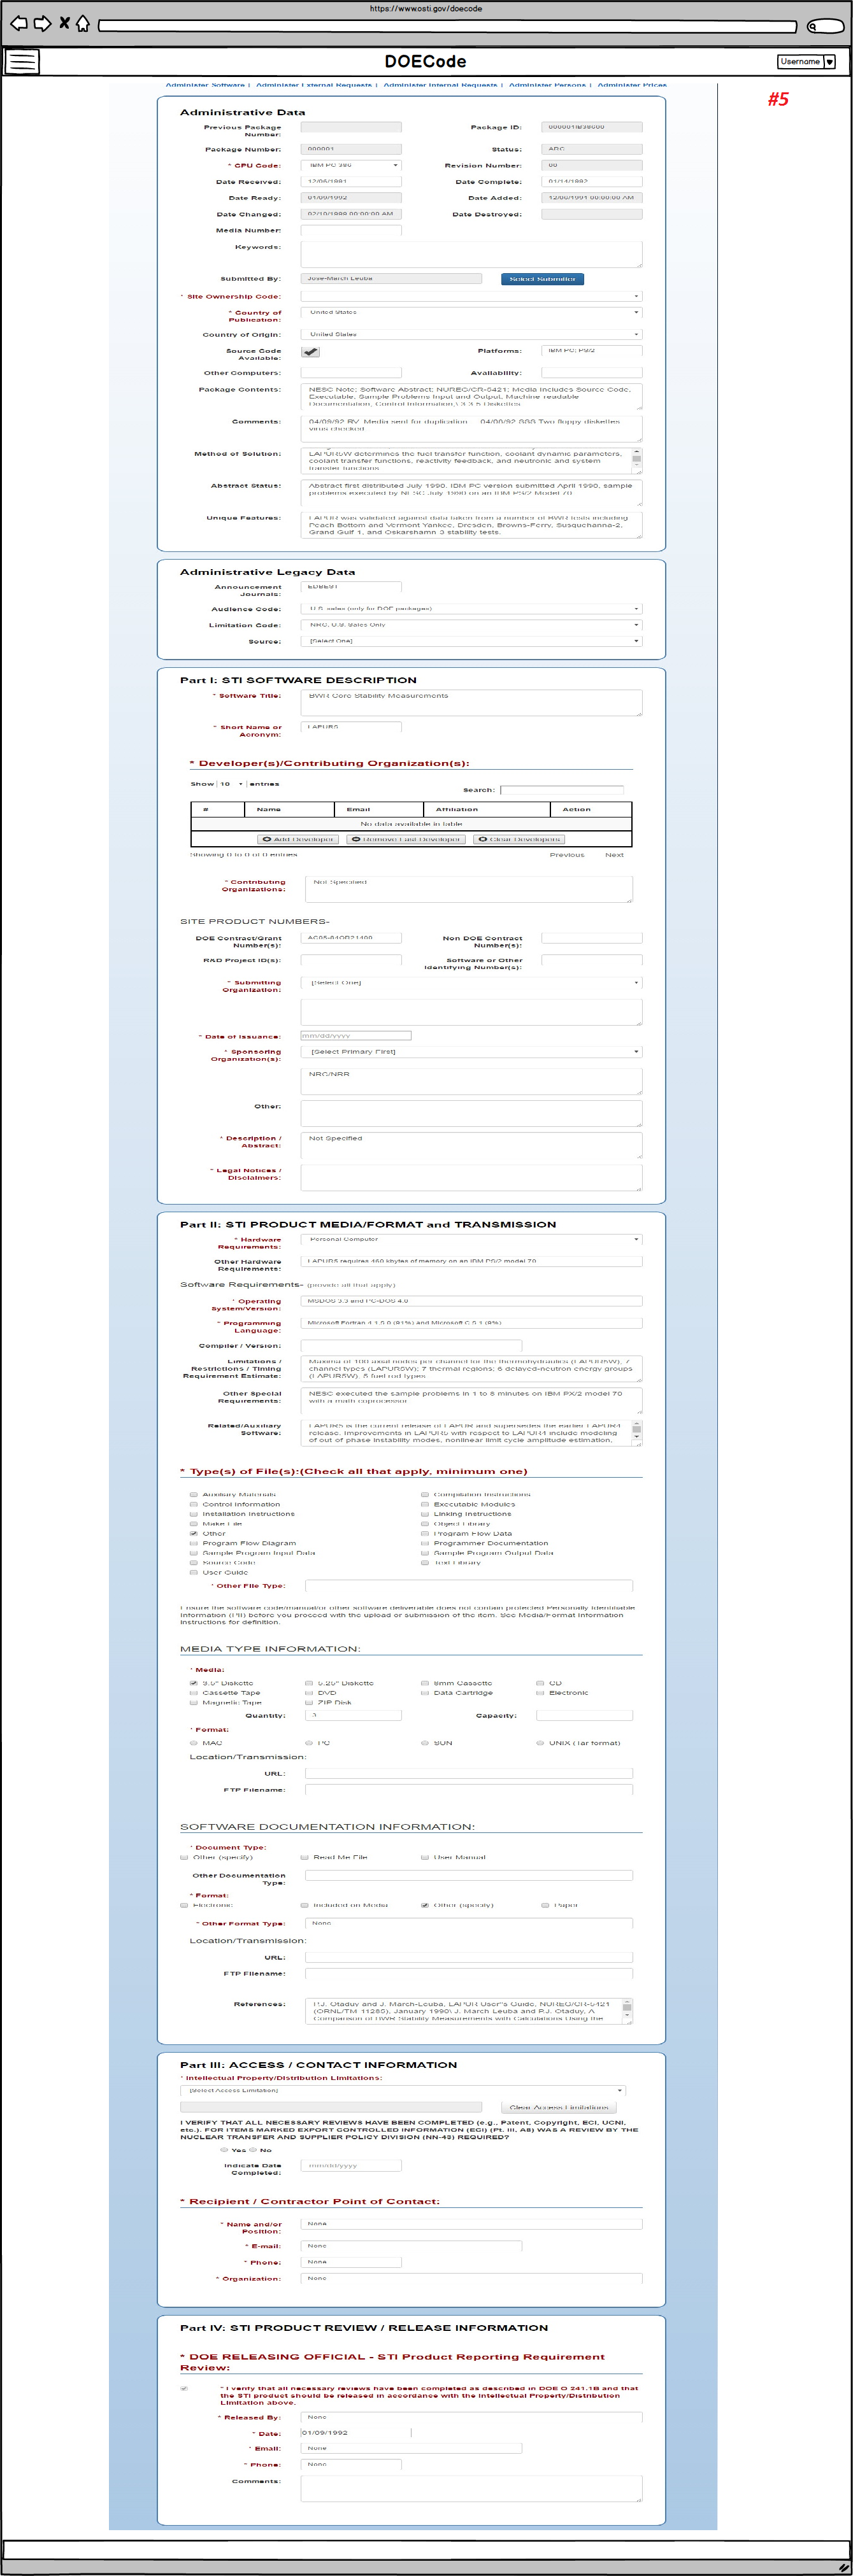 https://www.osti.gov/doecode
DOECode
Username
#5
Administer Software | Administer External Requests | Administer Internal Requests | Administer Persons | Administer Prices
Administrative Data
Previous Package Number:
Package ID:
Package Number: 000001
Status: ARC
* CPU Code: IBM PC 386
Revision Number: 00
Date Received: 12/06/1991
Date Complete: 01/14/1992
Date Ready: 01/09/1992
Date Added: 12/06/1991 00:00:00 AM
Date Changed: 02/10/1999 00:00:00 AM
Date Destroyed:
Media Number:
Keywords:
Submitted By: Jose-March Leuba
Select Submitter
* Site Ownership Code:
* Country of Publication: United States
Country of Origin: United States
Source Code Available:
Platforms: IBM PC; PS/2
Other Computers:
Availability:
Package Contents: NESC Note; Software Abstract; NUREG/CR-5421; Media Includes Source Code,
Executable, Sample Problems Input and Output, Machine readable
Documentation, Control Information,\ 3 3.5 Diskettes
Comments: Media sent for duplication Two floppy diskettes
virus checked
Method of Solution: LAPUR5W determines the fuel transfer function, coolant dynamic parameters,
coolant transfer functions, reactivity feedback, and neutronic and system
transfer functions
Abstract Status: Abstract first distributed July 1990. IBM PC version submitted April 1990, sample
problems executed by NESC July 1990 on an IBM PS/2 Model 70
Unique Features: LAPUR was validated against data taken from a number of BWR tests including
Peach Bottom and Vermont Yankee, Dresden, Browns-Ferry, Susquehanna-2,
Grand Gulf 1, and Oskarshamn 3 stability tests.
Administrative Legacy Data
Announcement Journals:
Audience Code: U.S. sales (only for DOE packages)
Limitation Code: NRC, U.S. Sales Only
Source: [Select One]
Part I: STI SOFTWARE DESCRIPTION
* Software Title: BWR Core Stability Measurements
* Short Name or Acronym: LAPUR5
* Developer(s)/Contributing Organization(s):
Show 10 entries
Search:
# Name Email Affiliation Action
No data available in table
Add Developer Remove Last Developer Clear Developers
Showing 0 to 0 of 0 entries
Previous Next
* Contributing Organizations: Not Specified
SITE PRODUCT NUMBERS-
DOE Contract/Grant Number(s): AC05-84OR21400
Non DOE Contract Number(s):
R&D Project ID(s):
Software or Other Identifying Number(s):
* Submitting Organization: [Select One]
* Date of Issuance: mm/dd/yyyy
* Sponsoring Organization(s): [Select Primary First]
NRC/NRR
Other:
* Description / Abstract: Not Specified
* Legal Notices / Disclaimers:
Part II: STI PRODUCT MEDIA/FORMAT and TRANSMISSION
* Hardware Requirements: Personal Computer
Other Hardware Requirements: LAPUR5 requires 460 kbytes of memory on an IBM PS/2 model 70
Software Requirements- (provide all that apply)
* Operating System/Version: MSDOS 3.3 and PC-DOS 4.0
* Programming Language: Microsoft Fortran 4.1,5.0 (91%) and Microsoft C 5.1 (9%)
Compiler / Version:
Limitations / Restrictions / Timing Requirement Estimate: Maxima of 100 axial nodes per channel for the thermohydraulics (LAPUR5W), 7
channel types (LAPUR5W); 7 thermal regions; 6 delayed-neutron energy groups
(LAPUR5W), 5 fuel rod types
Other Special Requirements: NESC executed the sample problems in 1 to 8 minutes on IBM PX/2 model 70
with a math coprocessor
Related/Auxiliary Software: LAPUR5 is the current release of LAPUR and supersedes the earlier LAPUR4
release. Improvements in LAPUR5 with respect to LAPUR4 include modeling
of out of phase instability modes, nonlinear limit cycle amplitude estimation,
* Type(s) of File(s):(Check all that apply, minimum one)
Auxiliary Materials
Compilation Instructions
Control Information
Executable Modules
Installation Instructions
Linking Instructions
Make File
Object Library
Other
Program Flow Data
Program Flow Diagram
Programmer Documentation
Sample Program Input Data
Sample Program Output Data
Source Code
Text Library
User Guide
* Other File Type:
Ensure the software code/manual/or other software deliverable does not contain protected Personally Identifiable
Information (PII) before you proceed with the upload or submission of the item. See Media/Format Information
Instructions for definition.
MEDIA TYPE INFORMATION:
* Media:
3.5" Diskette 5.25" Diskette 8mm Cassette CD
Cassette Tape DVD Data Cartridge Electronic
Magnetic Tape ZIP Disk
Quantity: 3
Capacity:
* Format:
MAC PC SUN UNIX (Tar format)
Location/Transmission:
URL:
FTP Filename:
SOFTWARE DOCUMENTATION INFORMATION:
* Document Type:
Other (specify) Read Me File User Manual
Other Documentation Type:
* Format:
Electronic Included on Media Other (specify) Paper
* Other Format Type: None
Location/Transmission:
URL:
FTP Filename:
References: P.J. Otaduy and J. March-Leuba, LAPUR User"s Guide, NUREG/CR-5421
(ORNL/TM-11285), January 1990\ J. March Leuba and P.J. Otaduy, A
Comparison of BWR Stability Measurements with Calculations Using the
Part III: ACCESS / CONTACT INFORMATION
* Intellectual Property/Distribution Limitations:
[Select Access Limitation]
Clear Access Limitations
I VERIFY THAT ALL NECESSARY REVIEWS HAVE BEEN COMPLETED (e.g., Patent, Copyright, ECI, UCNI,
etc.). FOR ITEMS MARKED EXPORT CONTROLLED INFORMATION (ECI) (Pt. III, A8) WAS A REVIEW BY THE
NUCLEAR TRANSFER AND SUPPLIER POLICY DIVISION (NN-43) REQUIRED?
Yes No
Indicate Date Completed: mm/dd/yyyy
* Recipient / Contractor Point of Contact:
* Name and/or Position: None
* E-mail: None
* Phone: None
* Organization: None
Part IV: STI PRODUCT REVIEW / RELEASE INFORMATION
* DOE RELEASING OFFICIAL - STI Product Reporting Requirement
Review:
* I verify that all necessary reviews have been completed as described in DOE O 241.1B and that
the STI product should be released in accordance with the Intellectual Property/Distribution
Limitation above.
* Released By: None
* Date: 01/09/1992
* Email: None
* Phone: None
Comments: